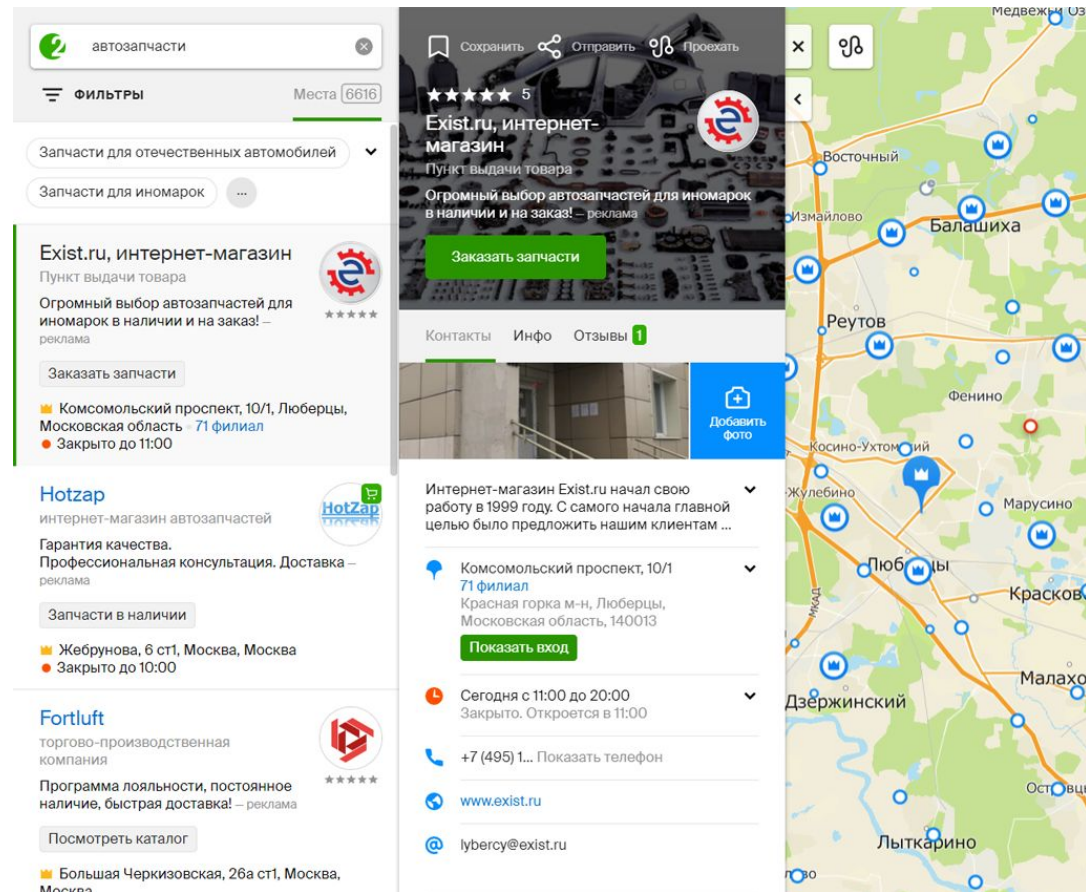 автозапчасти
ФИЛЬТРЫ
Места 6616
Запчасти для отечественных автомобилей
Запчасти для иномарок
...
Exist.ru, интернет-магазин
Пункт выдачи товара
Огромный выбор автозапчастей для
иномарок в наличии и на заказ! –
реклама
Заказать запчасти
Комсомольский проспект, 10/1, Люберцы,
Московская область 71 филиал
Закрыто до 11:00
Hotzap
интернет-магазин автозапчастей
HotZap
Гарантия качества.
Профессиональная консультация. Доставка –
реклама
Запчасти в наличии
Жебрунова, 6 ст1, Москва, Москва
Закрыто до 10:00
Fortluft
торгово-производственная
компания
Программа лояльности, постоянное
наличие, быстрая доставка! – реклама
Посмотреть каталог
Большая Черкизовская, 26а ст1, Москва,
Москва
Сохранить
Отправить
Проехать
5
Exist.ru, интернет-
магазин
Пункт выдачи товара
Огромный выбор автозапчастей для иномарок
в наличии и на заказ! – реклама
Заказать запчасти
Контакты
Инфо
Отзывы 1
Добавить
фото
Интернет-магазин Exist.ru начал свою
работу в 1999 году. С самого начала главной
целью было предложить нашим клиентам ...
Комсомольский проспект, 10/1
71 филиал
Красная горка м-н, Люберцы,
Московская область, 140013
Показать вход
Сегодня с 11:00 до 20:00
Закрыто. Откроется в 11:00
+7 (495) 1... Показать телефон
www.exist.ru
lybercy@exist.ru
Восточный
Измайлово
Балашиха
Реутов
Фенино
Жулебино
Марусино
МКАД
Дзержинский
Лыткарино